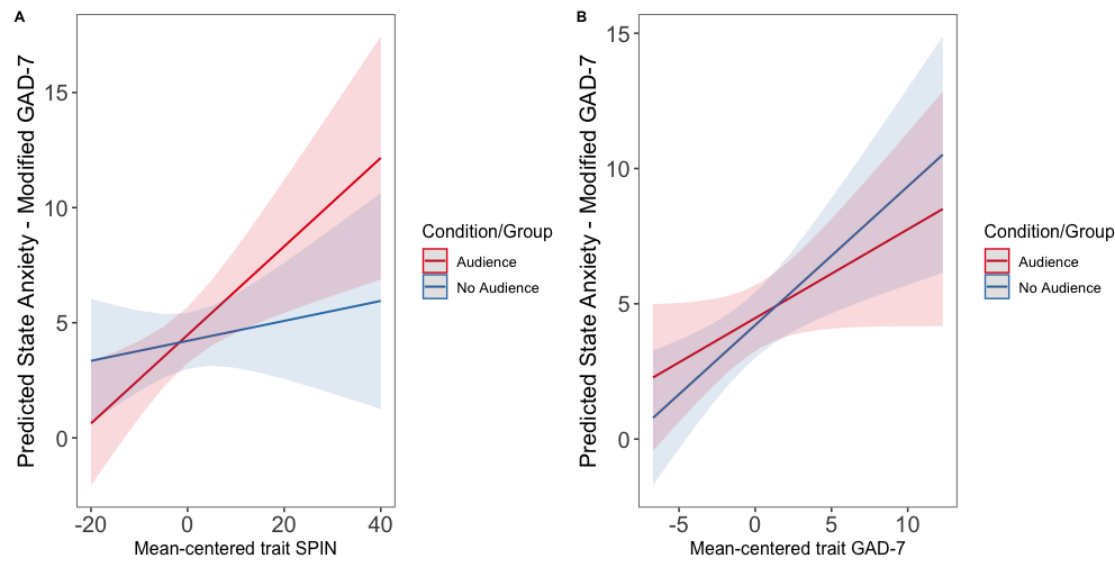 A
Predicted State Anxiety - Modified GAD-7
15
10
5
0
-20
0
20
40
Mean-centered trait SPIN
Condition/Group
Audience
No Audience
B
Predicted State Anxiety - Modified GAD-7
15
10
5
0
-5
0
5
10
Mean-centered trait GAD-7
Condition/Group
Audience
No Audience